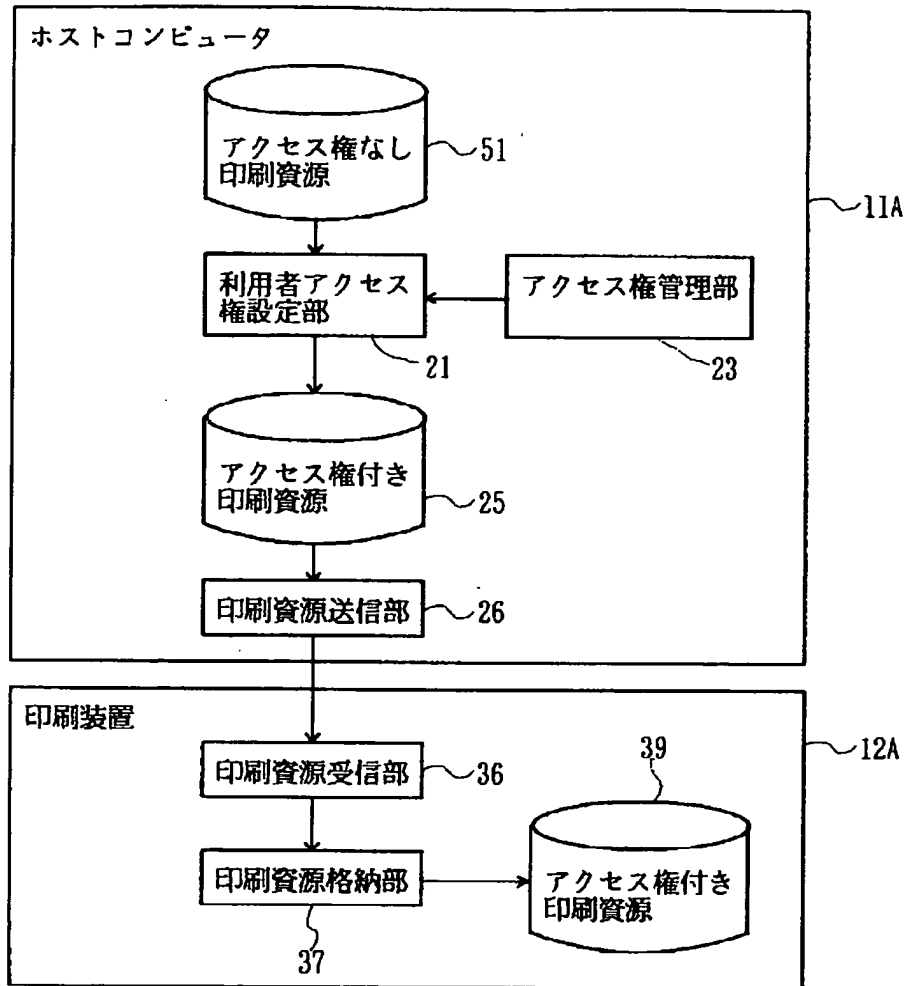 ホストコンピュータ
アクセス権なし
印刷資源
51
11A
利用者アクセス
権設定部
アクセス権管理部
21
23
アクセス権付き
印刷資源
25
印刷資源送信部
26
印刷装置
12A
印刷資源受信部
36
39
印刷資源格納部
アクセス権付き
印刷資源
37